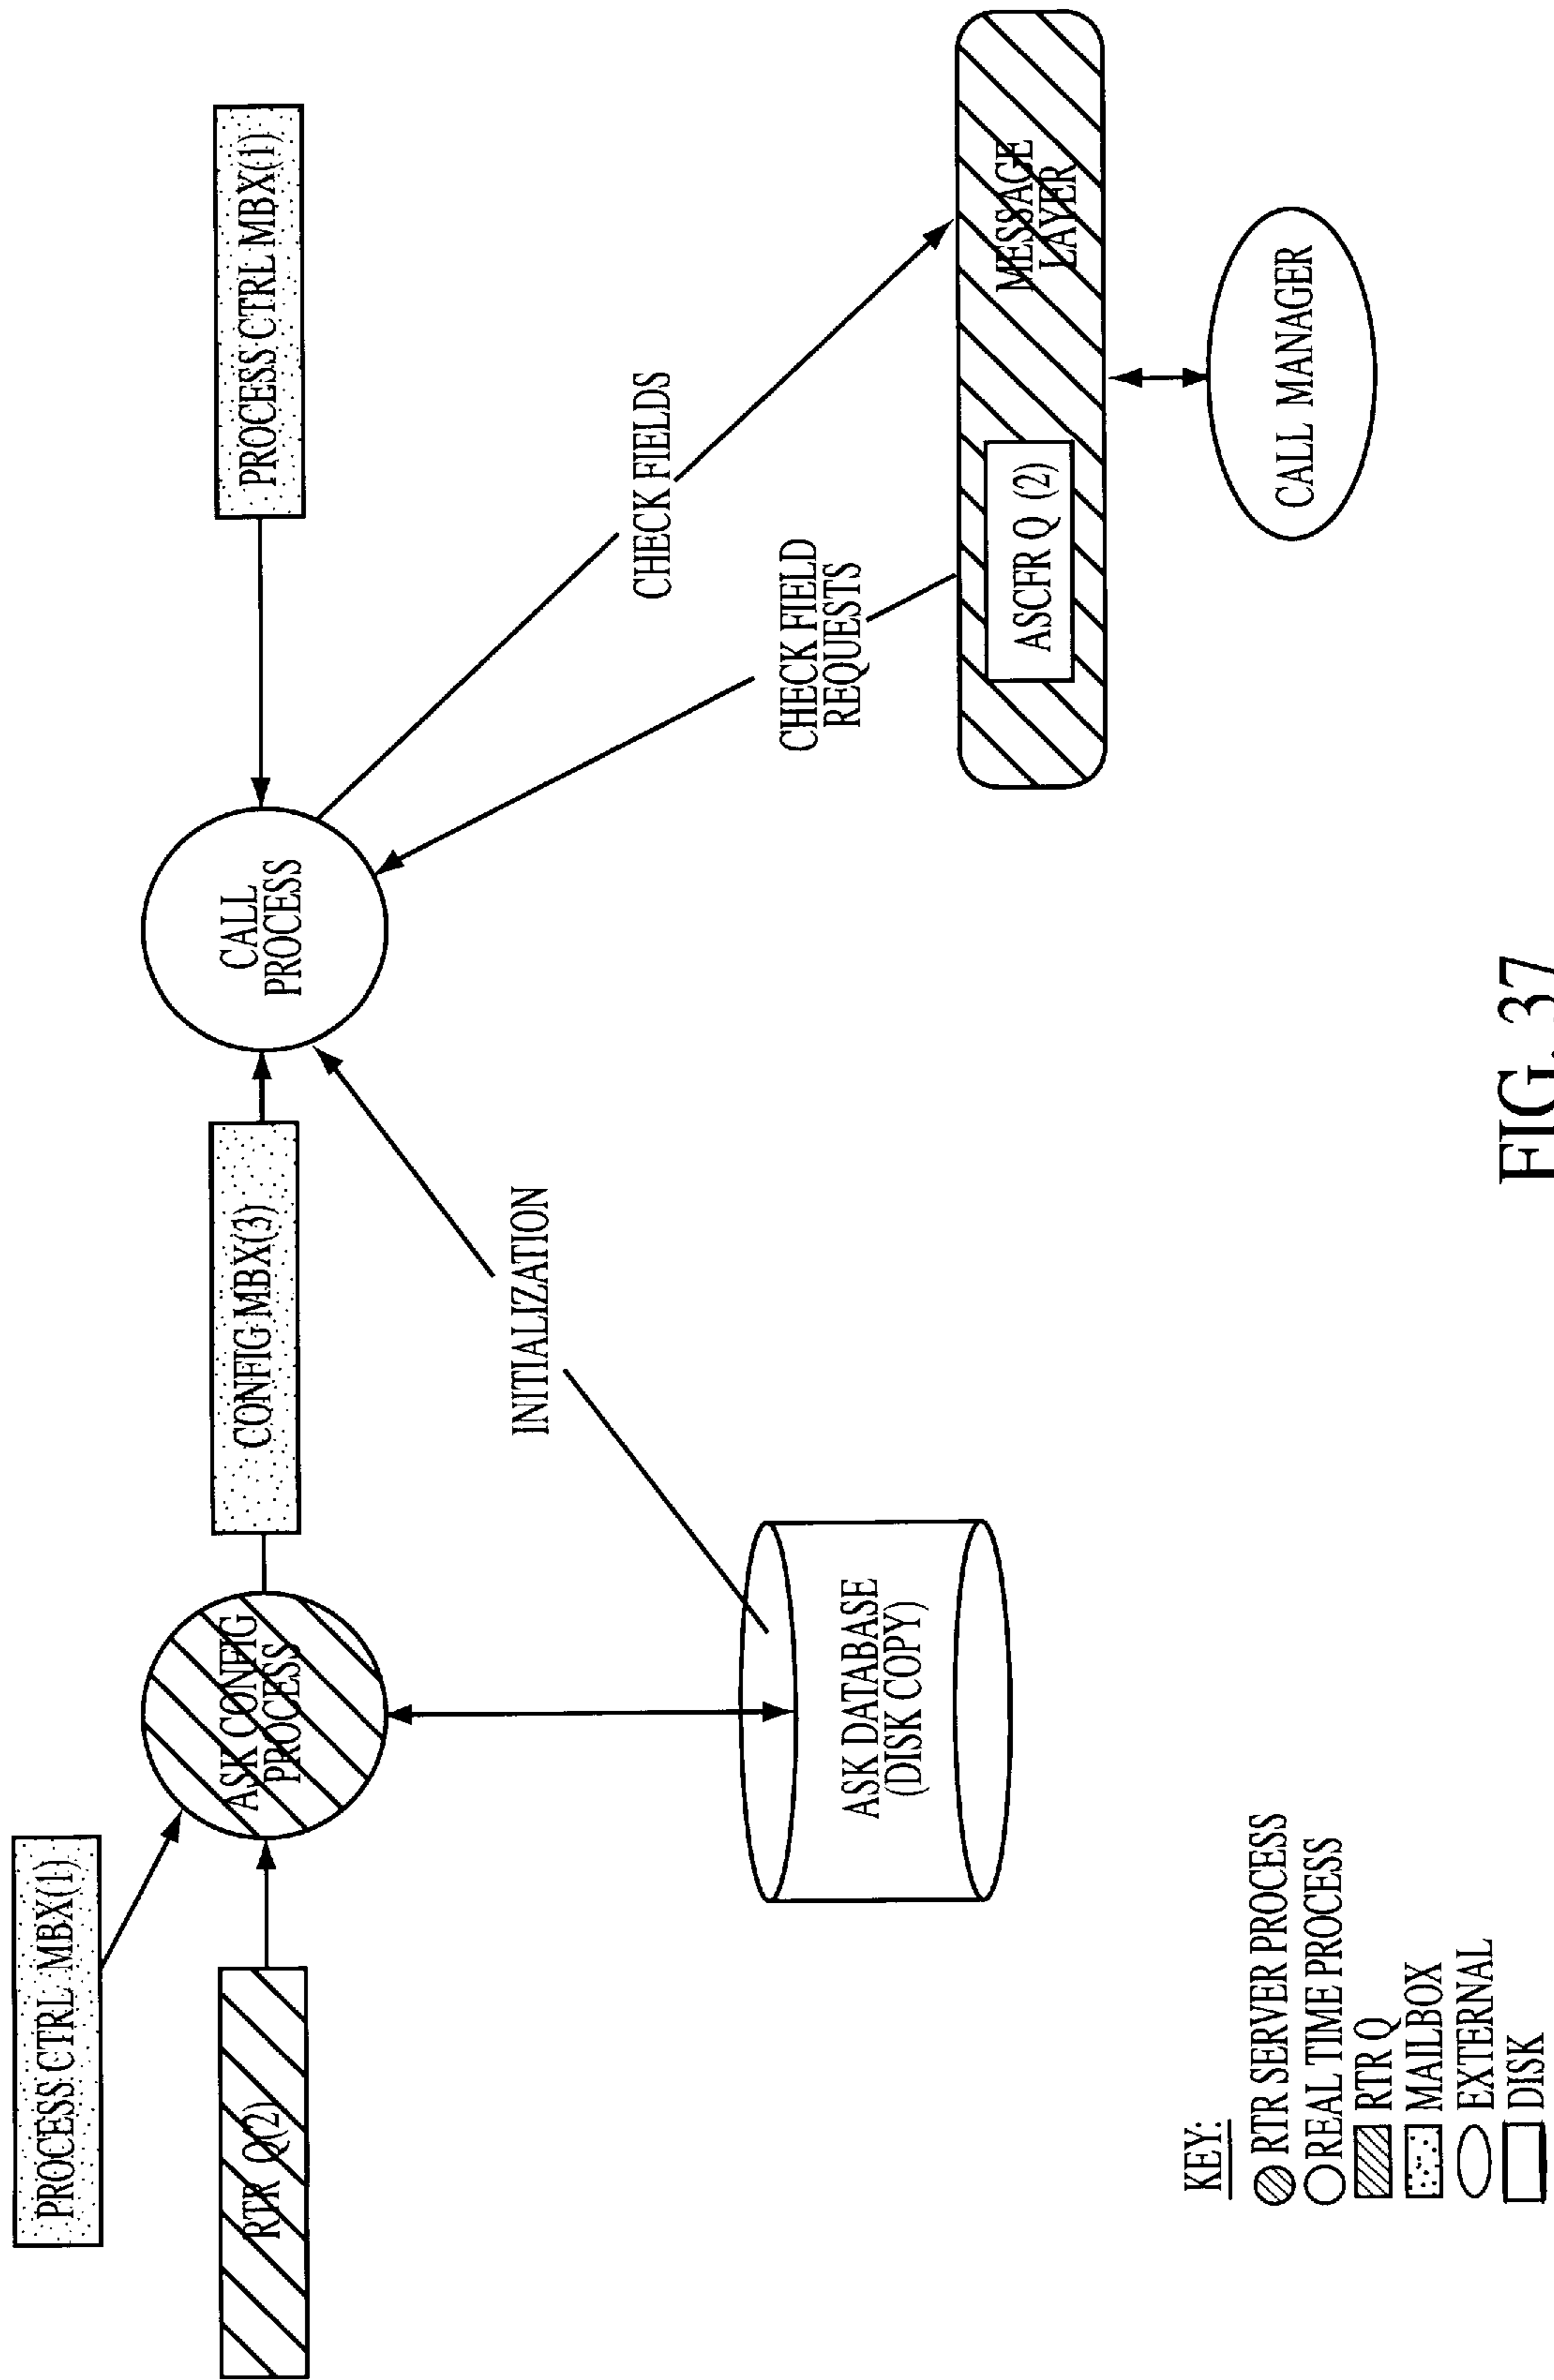 PROCESS CTRL MBX(1)
RTR Q(2)
ASK CONFIG
PROCESS
CONFIG MBX(3)
CALL
PROCESS
PROCESS CTRL MBX(1)
INITIALIZATION
CHECK FIELDS
CHECK FIELD
REQUESTS
ASK DATABASE
(DISK COPY)
ASCFR Q (2)
MESSAGE
LAYER
CALL MANAGER
KEY:
RTR SERVER PROCESS
REAL TIME PROCESS
RTR Q
MAILBOX
EXTERNAL
DISK
FIG. 37